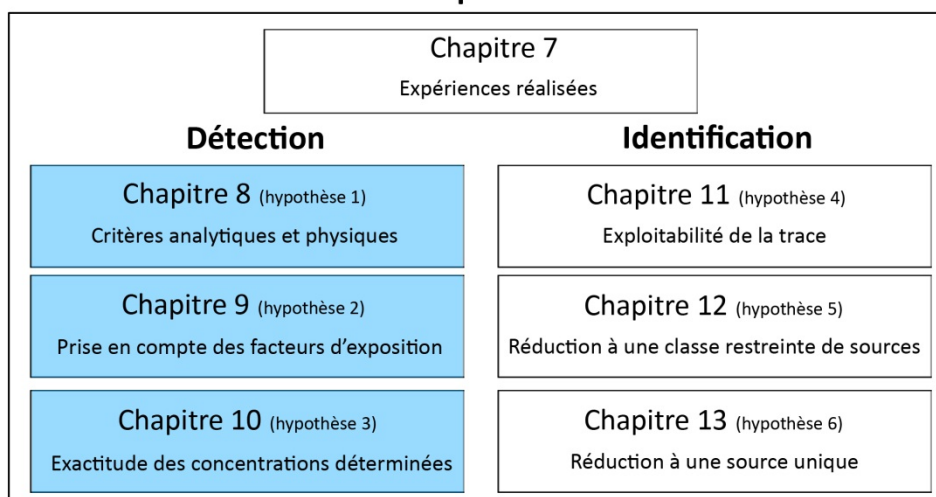 Chapitre 7
Expériences réalisées
Détection
Chapitre 8 (hypothèse 1)
Critères analytiques et physiques
Chapitre 9 (hypothèse 2)
Prise en compte des facteurs d'exposition
Chapitre 10 (hypothèse 3)
Exactitude des concentrations déterminées
Identification
Chapitre 11 (hypothèse 4)
Exploitabilité de la trace
Chapitre 12 (hypothèse 5)
Réduction à une classe restreinte de sources
Chapitre 13 (hypothèse 6)
Réduction à une source unique